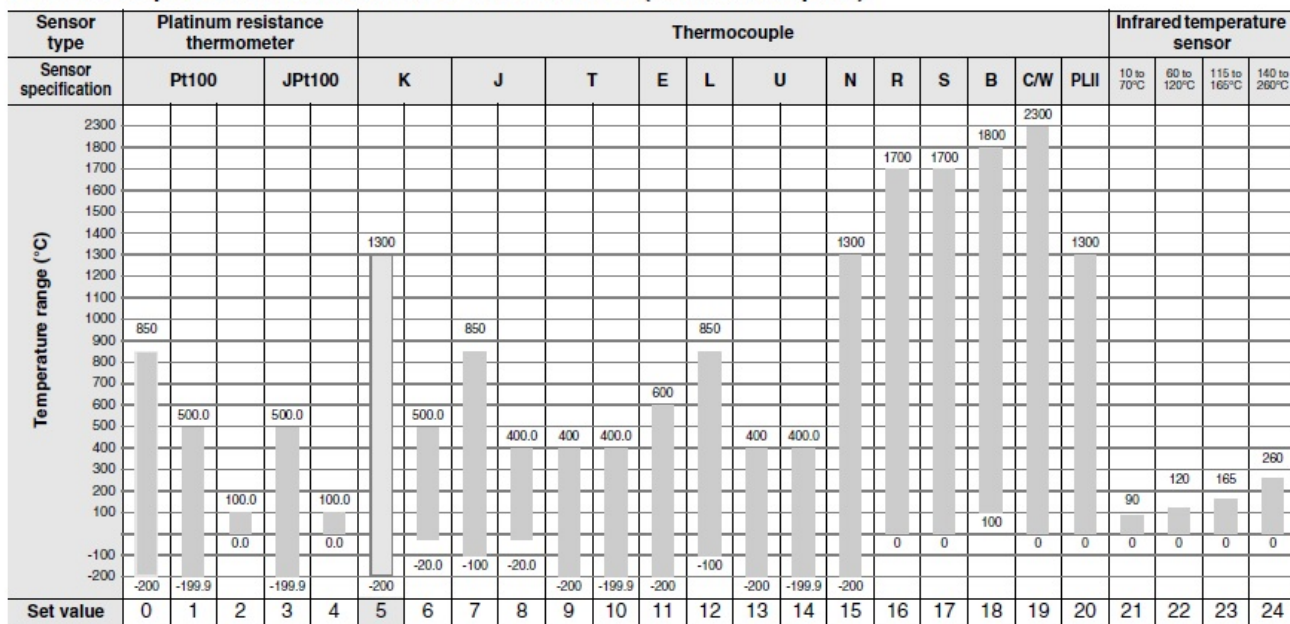 Sensor type Platinum resistance thermometer Thermocouple Infrared temperature sensor
Sensor specification Pt100 JPt100 K J T E L U N R S B C/W PLII 10 to 70°C 60 to 120°C 115 to 165°C 140 to 260°C
Temperature range (°C)
2300 2300
1800 1800
1700 1700 1700
1600
1500
1400
1300 1300 1300 1300
1200
1100
1000
900 850 850 850
800
700
600 600
500 500.0 500.0 500.0
400 400.0 400 400.0 400 400.0
300 260
200 120 165
100 100.0 100.0 100 90
0.0 0.0 0 0 0 0 0 0 0 0
-100 -20.0 -100 -20.0 -100
-200 -200 -199.9 -199.9 -200 -200 -199.9 -200 -200 -199.9 -200
Set value 0 1 2 3 4 5 6 7 8 9 10 11 12 13 14 15 16 17 18 19 20 21 22 23 24